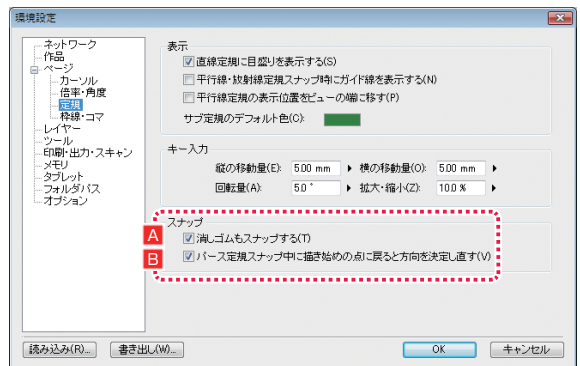 環境設定
ネットワーク
作品
ページ
カーソル
倍率・角度
定規
枠線・コマ
レイヤー
ツール
印刷・出力・スキャン
メモリ
タブレット
フォルダパス
オプション
表示
直線定規に目盛りを表示する(S)
平行線・放射線定規スナップ時にガイド線を表示する(N)
平行線定規の表示位置をビューの端に移す(P)
サブ定規のデフォルト色(C):
キー入力
縦の移動量(E): 5.00 mm 横の移動量(O): 5.00 mm
回転量(A): 5.0 ° 拡大・縮小(Z): 10.0 %
スナップ
A 消しゴムもスナップする(T)
B パース定規スナップ中に描き始めの点に戻ると方向を決定し直す(V)
読み込み(R)... 書き出し(W)... OK キャンセル